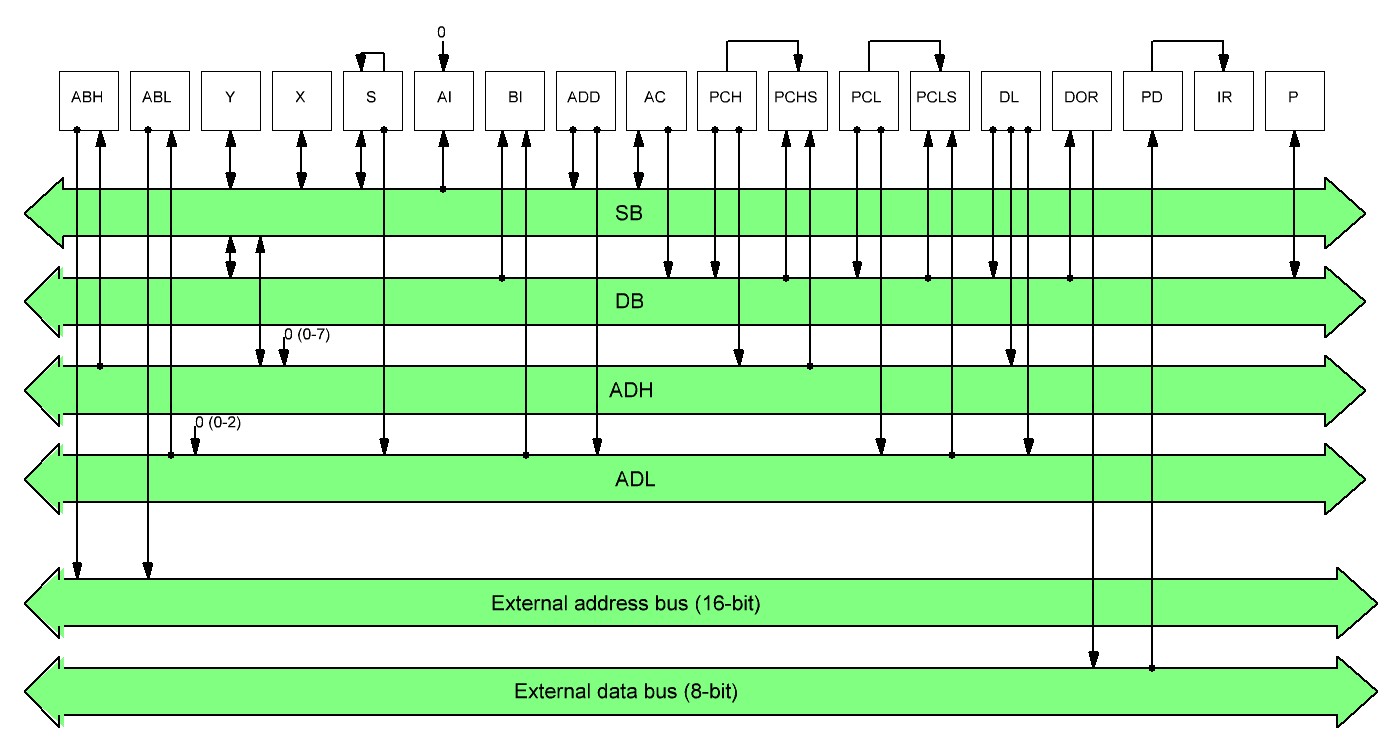 0
ABH ABL Y X S AI BI ADD AC PCH PCHS PCL PCLS DL DOR PD IR P
SB
DB
0 (0-7)
ADH
0 (0-2)
ADL
External address bus (16-bit)
External data bus (8-bit)